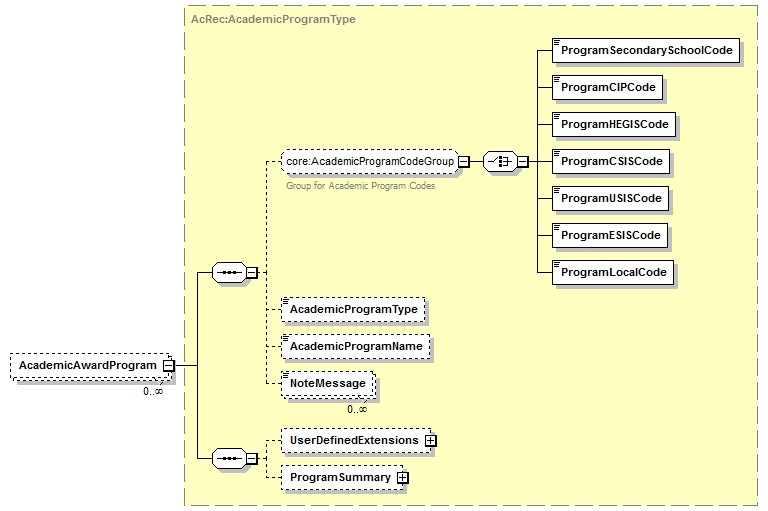 AcRec:AcademicProgramType
ProgramSecondarySchoolCode
ProgramCIPCode
ProgramHEGISCode
core:AcademicProgramCodeGroup
ProgramCSISCode
Group for Academic Program Codes
ProgramUSISCode
ProgramESISCode
ProgramLocalCode
AcademicProgramType
AcademicProgramName
AcademicAwardProgram
0..∞
NoteMessage
0..∞
UserDefinedExtensions
ProgramSummary